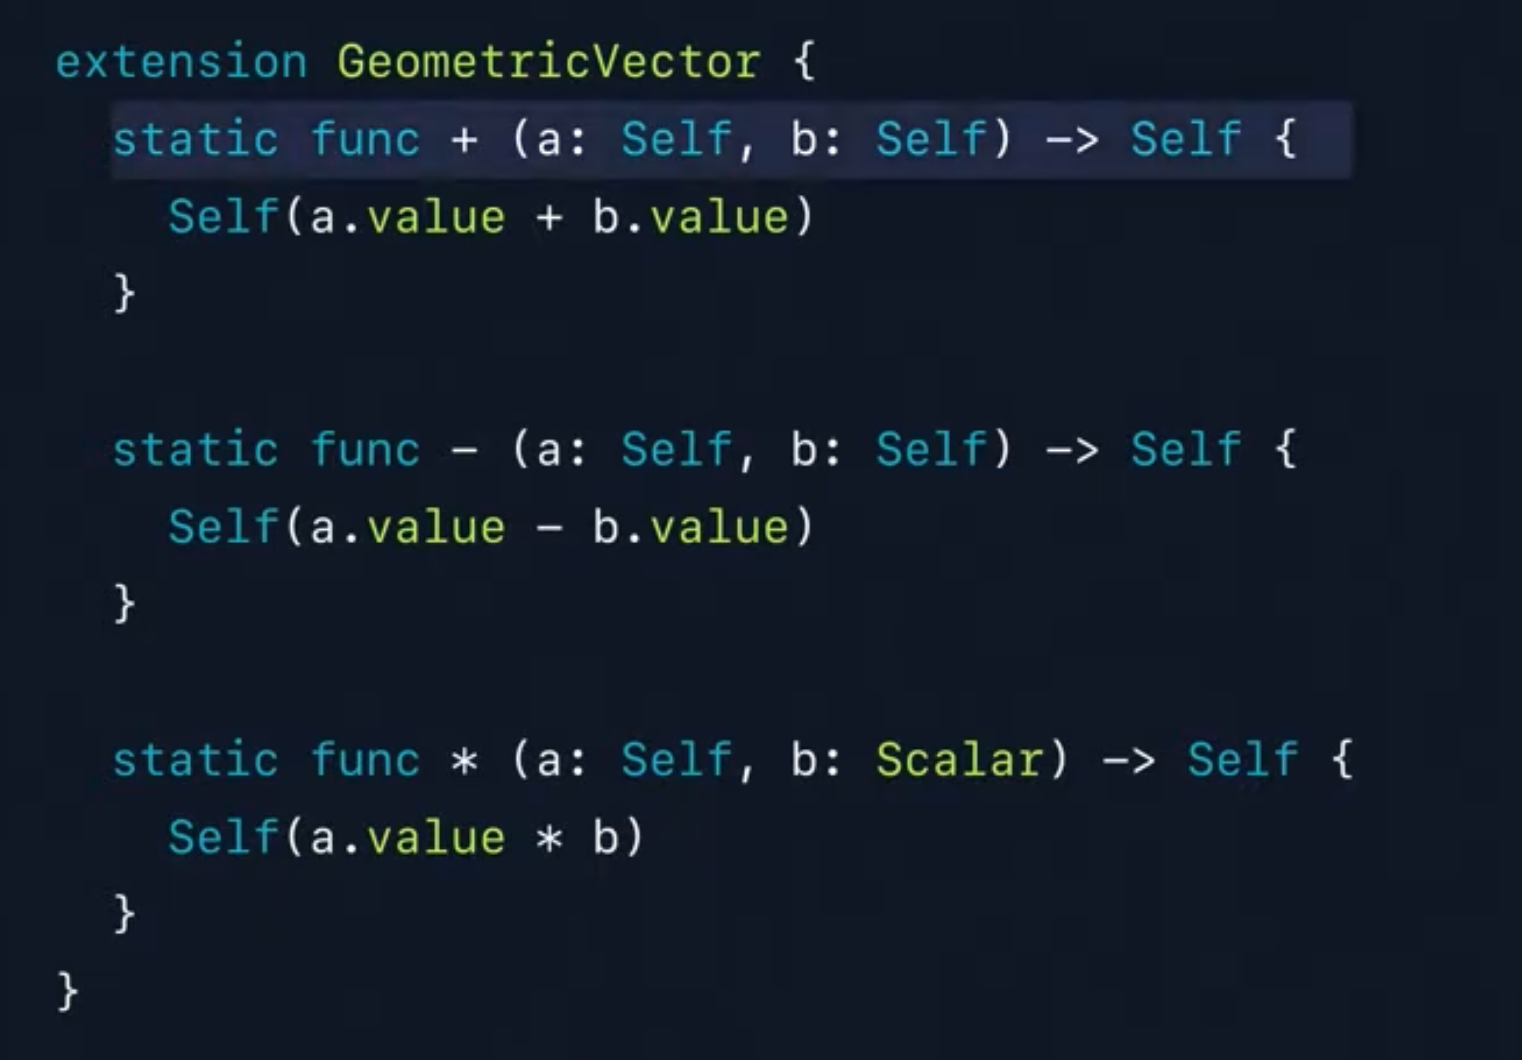 extension GeometricVector {
  static func + (a: Self, b: Self) -> Self {
    Self(a.value + b.value)
  }
  static func - (a: Self, b: Self) -> Self {
    Self(a.value - b.value)
  }
  static func * (a: Self, b: Scalar) -> Self {
    Self(a.value * b)
  }
}